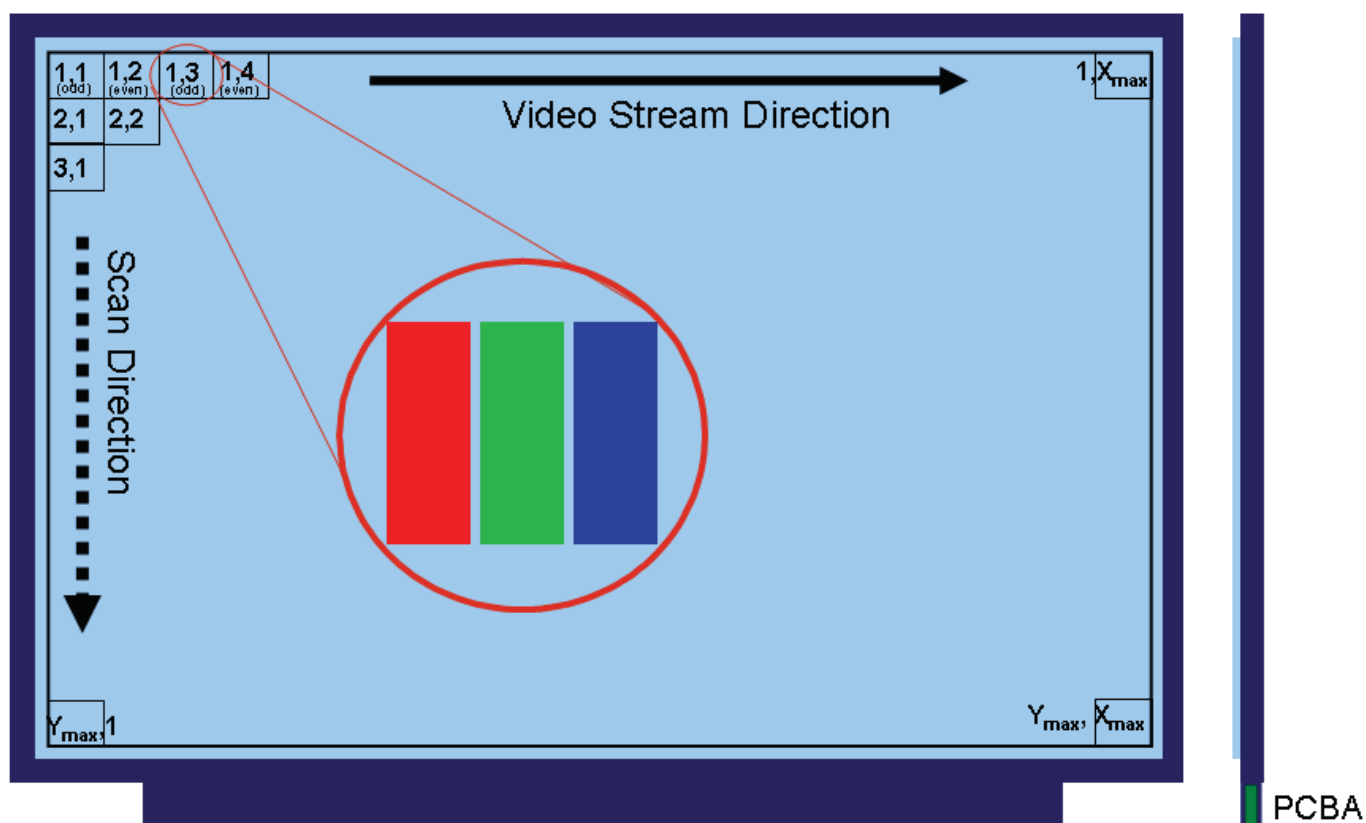 1,1 1,2 1,3 1,4 1,Xmax
(odd) (even) (odd) (even)
Video Stream Direction
2,1 2,2
3,1
Scan Direction
Ymax,1 Ymax, Xmax
PCBA